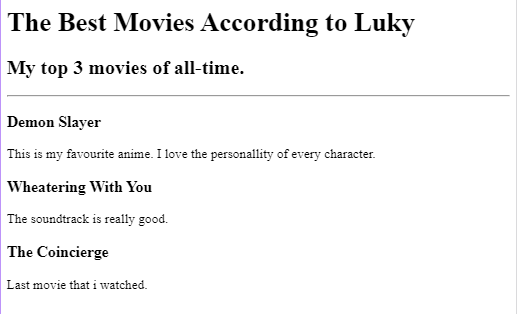 The Best Movies According to Luky
My top 3 movies of all-time.
Demon Slayer
This is my favourite anime. I love the personallity of every character.
Wheatering With You
The soundtrack is really good.
The Coincierge
Last movie that i watched.